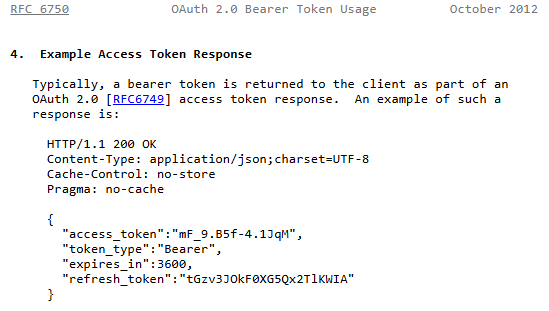 RFC 6750 OAuth 2.0 Bearer Token Usage October 2012
4. Example Access Token Response
Typically, a bearer token is returned to the client as part of an
OAuth 2.0 [RFC6749] access token response. An example of such a
response is:
HTTP/1.1 200 OK
Content-Type: application/json;charset=UTF-8
Cache-Control: no-store
Pragma: no-cache
{
"access_token":"mF_9.B5f-4.1JqM",
"token_type":"Bearer",
"expires_in":3600,
"refresh_token":"tGzv3JOkF0XG5Qx2TlKWIA"
}